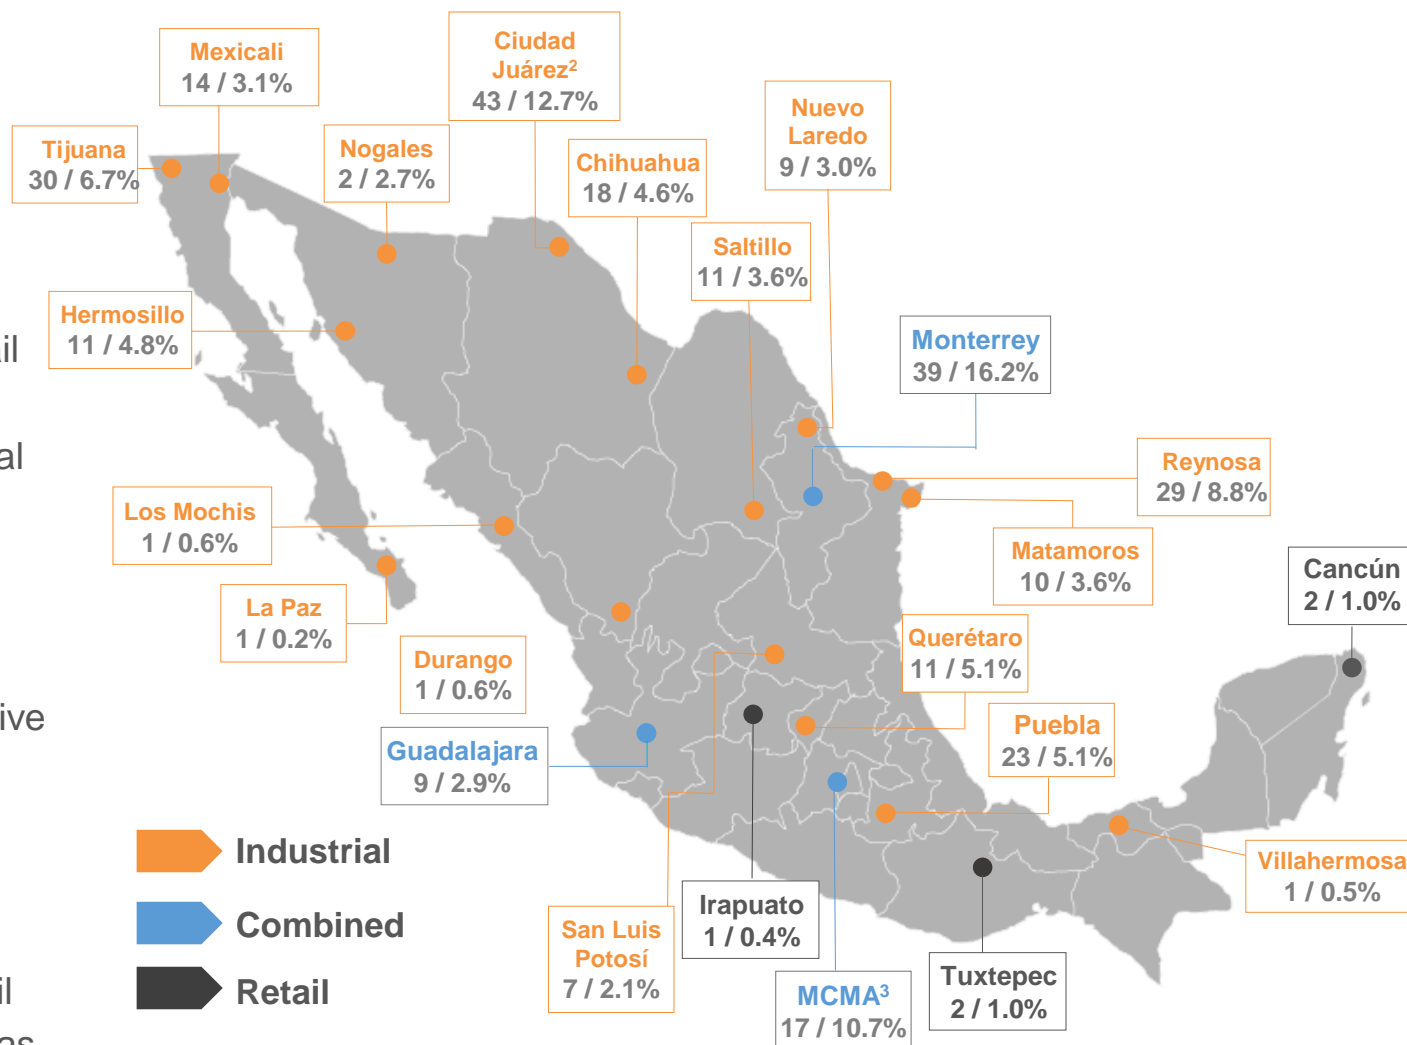 Mexicali
14 / 3.1%
Ciudad
Juárez²
43 / 12.7%
Nuevo
Laredo
9 / 3.0%
Tijuana
30 / 6.7%
Nogales
2 / 2.7%
Chihuahua
18 / 4.6%
Saltillo
11 / 3.6%
Hermosillo
11 / 4.8%
Monterrey
39 / 16.2%
Reynosa
29 / 8.8%
Los Mochis
1 / 0.6%
Matamoros
10 / 3.6%
Cancún
2 / 1.0%
La Paz
1 / 0.2%
Durango
1 / 0.6%
Querétaro
11 / 5.1%
Guadalajara
9 / 2.9%
Puebla
23 / 5.1%
Industrial
Combined
Retail
Villahermosa
1 / 0.5%
Irapuato
1 / 0.4%
San Luis
Potosí
7 / 2.1%
Tuxtepec
2 / 1.0%
MCMA³
17 / 10.7%